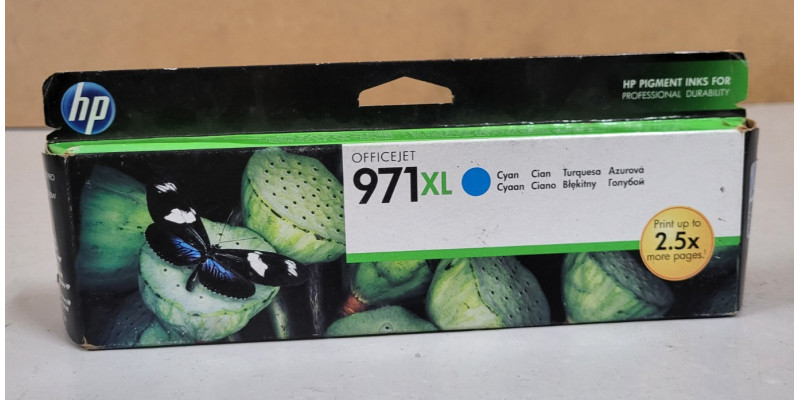 hp
HP PIGMENT INKS FOR
PROFESSIONAL DURABILITY
OFFICEJET
971XL
Cyan Cian Turquesa Azurová
Cyaan Ciano Błękitny Голубой
Print up to
2.5x
more pages.¹